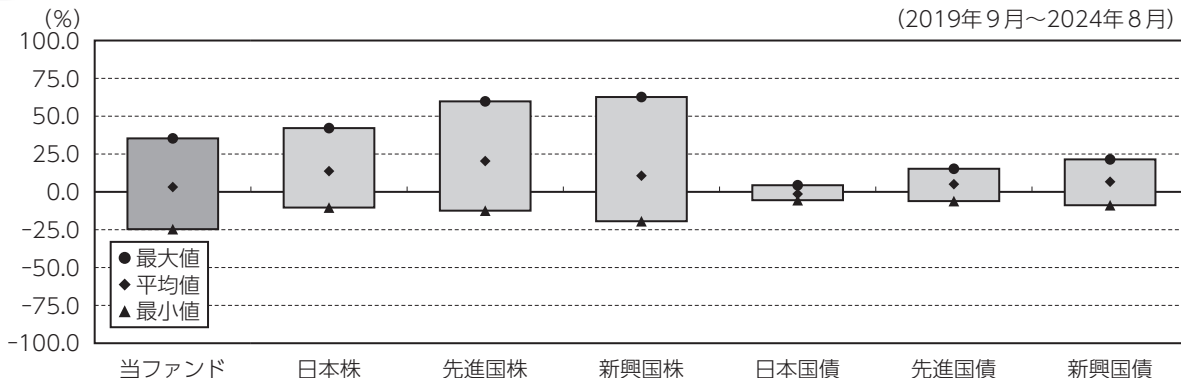 (%)
(2019年9月～2024年8月)
100.0
75.0
50.0
25.0
0.0
-25.0
-50.0
-75.0
-100.0
●最大値
◆平均値
▲最小値
当ファンド 日本株 先進国株 新興国株 日本国債 先進国債 新興国債